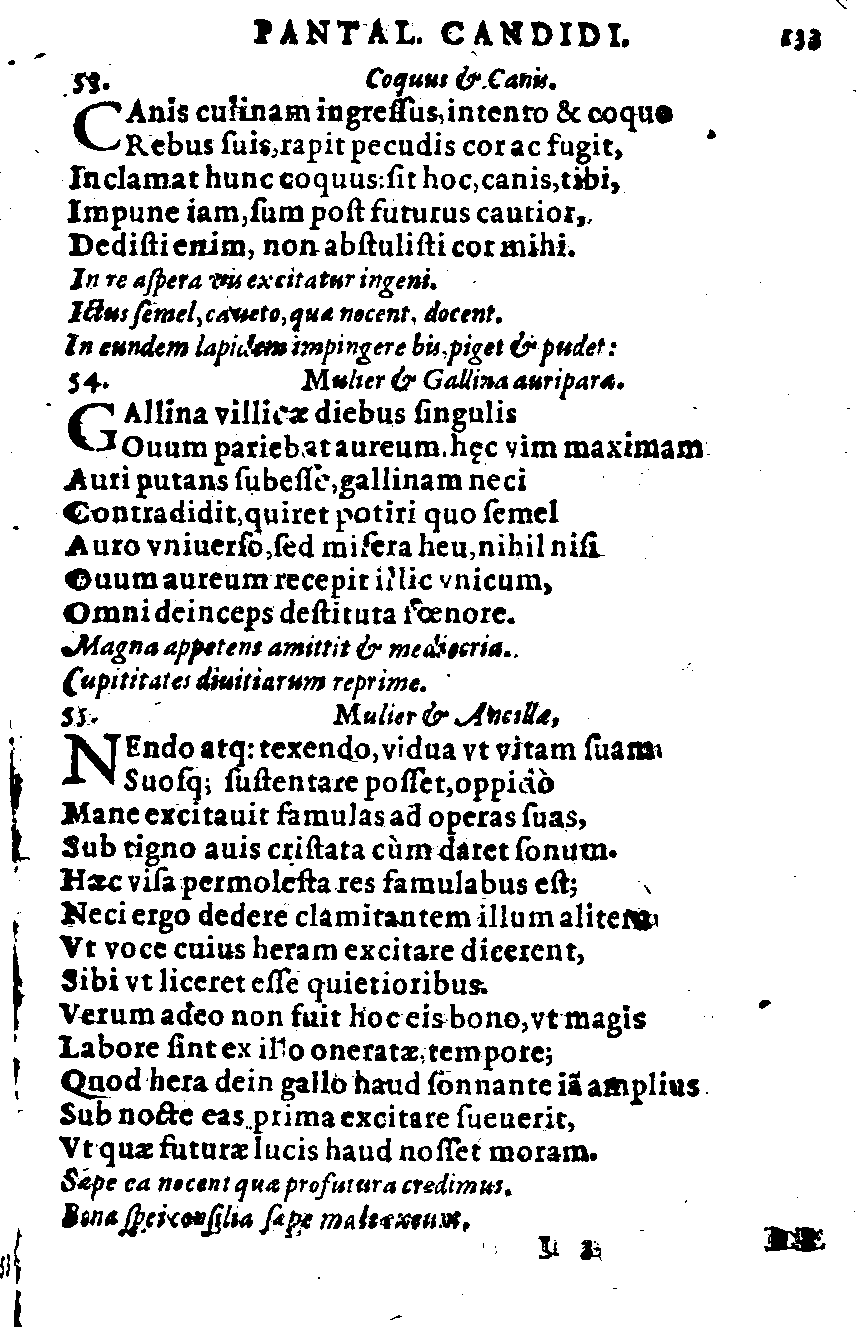 PANTAL. CANDIDI. 133
53. Coquus & Canis.
CAnis culinam ingreſſus, intento & coquo
Rebus ſuis, rapit pecudis cor ac fugit,
Inclamat hunc coquus: ſit hoc, canis, tibi,
Impune iam, ſum poſt futurus cautior,
Dediſti enim, non abſtuliſti cor mihi.
In re aſpera vis excitatur ingeni.
Ictus ſemel, caveto, qua nocent, docent.
In eundem lapidem impingere bis, piget & pudet:
54. Mulier & Gallina auripara.
GAllina villicæ diebus ſingulis
Ouum pariebat aureum. hęc vim maximam
Auri putans ſubeſſe, gallinam neci
Contradidit, quiret potiri quo ſemel
Auro vniuerſo, ſed miſera heu, nihil niſi
Ouum aureum recepit illic vnicum,
Omni deinceps deſtituta fœnore.
Magna appetens amittit & mediocria.
Cupititates diuitiarum reprime.
55. Mulier & Ancillæ,
NEndo atq: texendo, vidua vt vitam ſuam
Suoſq; ſuſtentare poſſet, oppidò
Mane excitauit famulas ad operas ſuas,
Sub tigno auis criſtata cùm daret ſonum.
Hæc viſa permoleſta res famulabus eſt;
Neci ergo dedere clamitantem illum alitem
Vt voce cuius heram excitare dicerent,
Sibi vt liceret eſſe quietioribus.
Verum adeo non fuit hoc eis bono, vt magis
Labore ſint ex illo oneratæ, tempore;
Quod hera dein gallo haud ſonnante iã amplius
Sub nocte eas prima excitare ſueuerit,
Vt quæ futuræ lucis haud noſſet moram.
Sæpe ea nocent quæ profutura credimus.
Bona ſpei conſilia ſæpe male
I 3